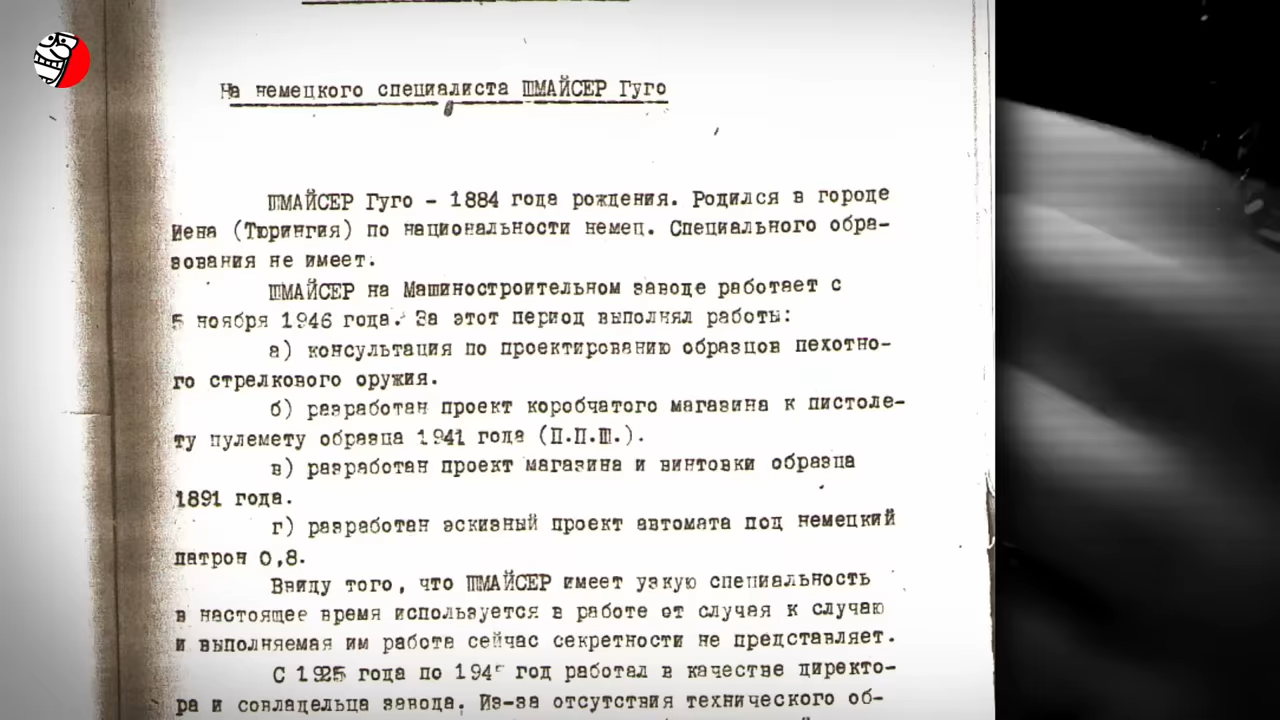 На немецкого специалиста ШМАЙСЕР Гуго
ШМАЙСЕР Гуго - 1884 года рождения. Родился в городе
Иена (Тюрингия) по национальности немец. Специального обра-
зования не имеет.
ШМАЙСЕР на Машиностроительном заводе работает с
5 ноября 1946 года. За этот период выполнял работы:
а) консультация по проектированию образцов пехотно-
го стрелкового оружия.
б) разработан проект коробчатого магазина к пистоле-
ту пулемету образца 1941 года (П.П.Ш.).
в) разработан проект магазина и винтовки образца
1891 года.
г) разработан эскизный проект автомата под немецкий
патрон 0,8.
Ввиду того, что ШМАЙСЕР имеет узкую специальность
в настоящее время используется в работе от случая к случаю
и выполняемая им работа сейчас секретности не представляет.
С 1925 года по 194 год работал в качестве директо-
ра и совладельца завода. Из-за отсутствия технического об-